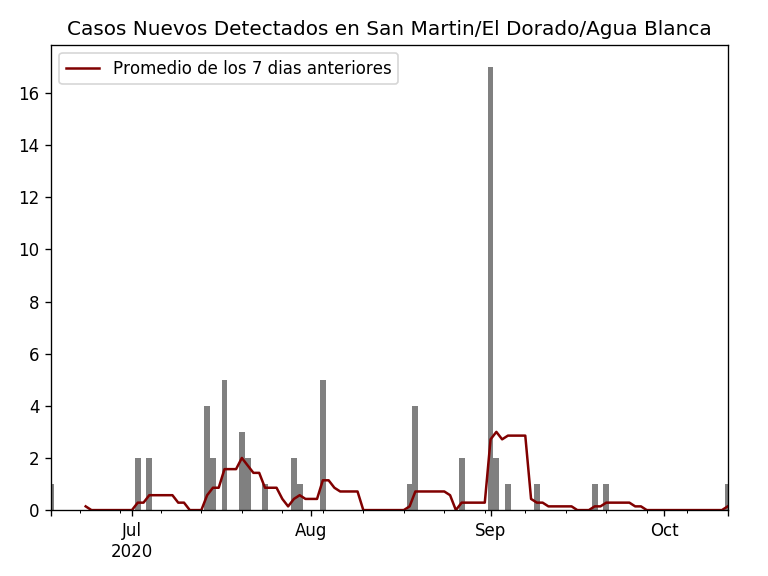 Casos Nuevos Detectados en San Martin/El Dorado/Agua Blanca
Promedio de los 7 dias anteriores
16
14
12
10
8
6
4
2
0
Jul
2020
Aug
Sep
Oct